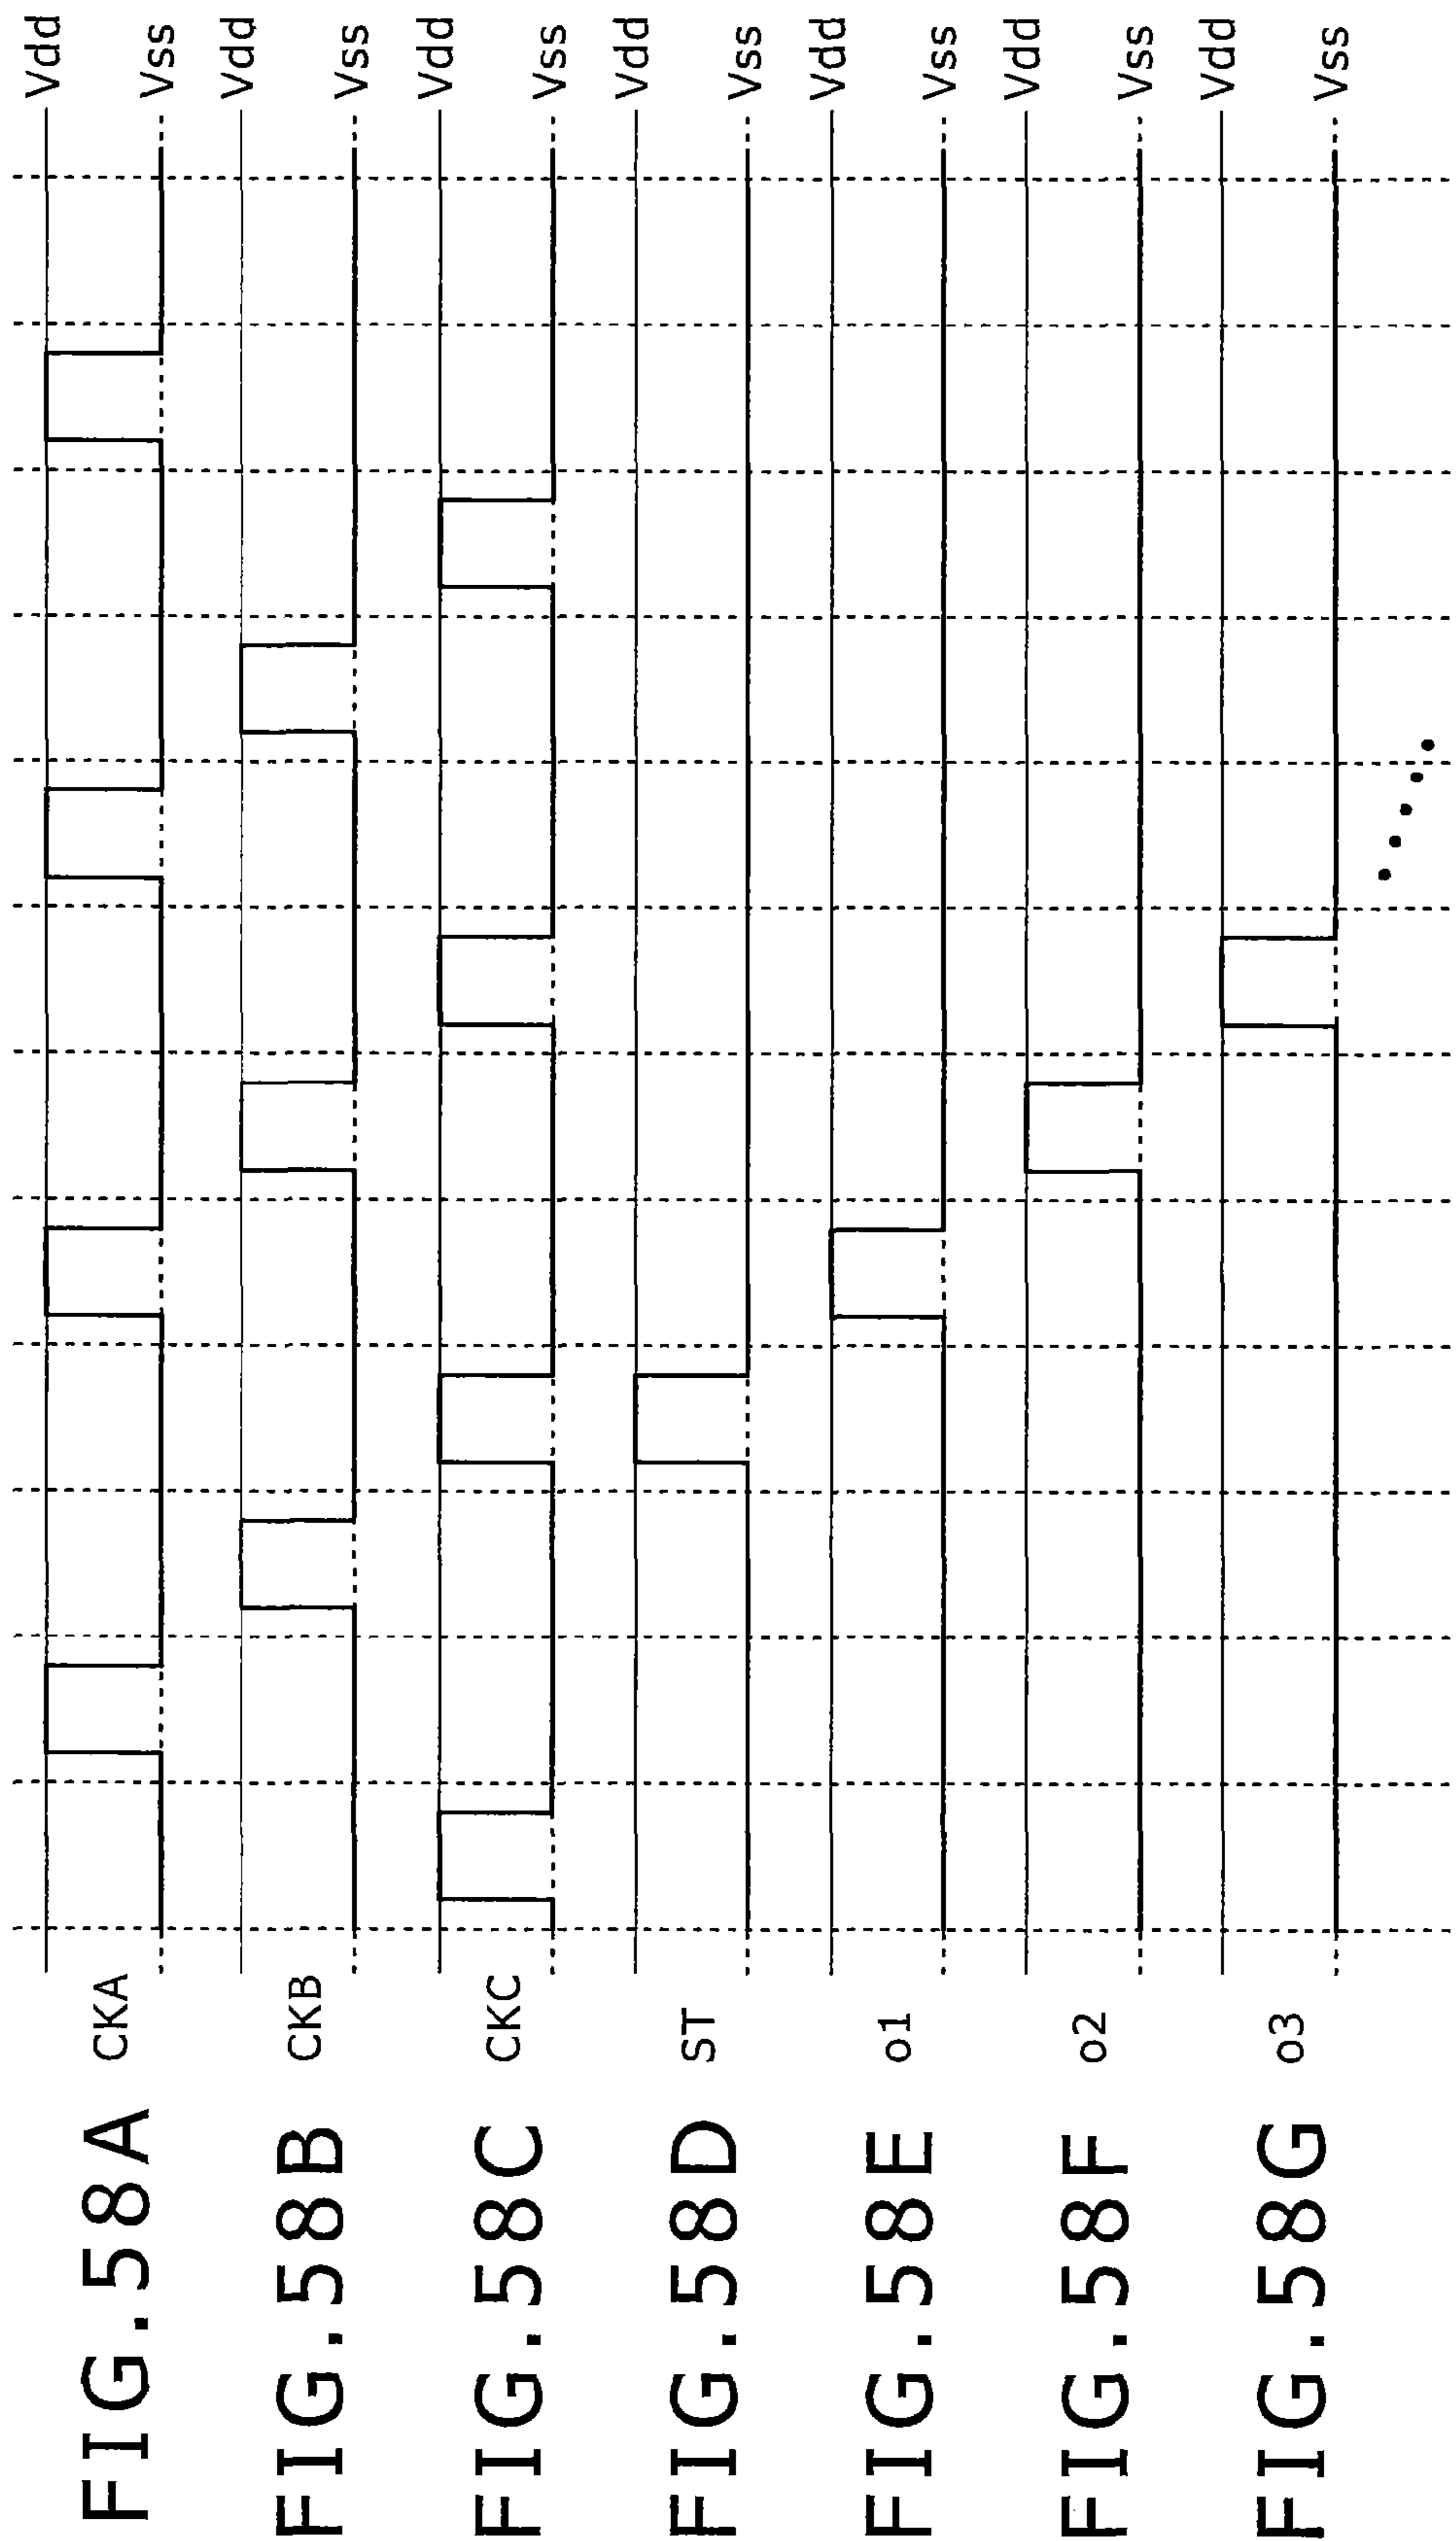 FIG.58A CKA Vdd Vss
FIG.58B CKB Vdd Vss
FIG.58C CKC Vdd Vss
FIG.58D ST Vdd Vss
FIG.58E o1 Vdd Vss
FIG.58F o2 Vdd Vss
FIG.58G o3 Vdd Vss